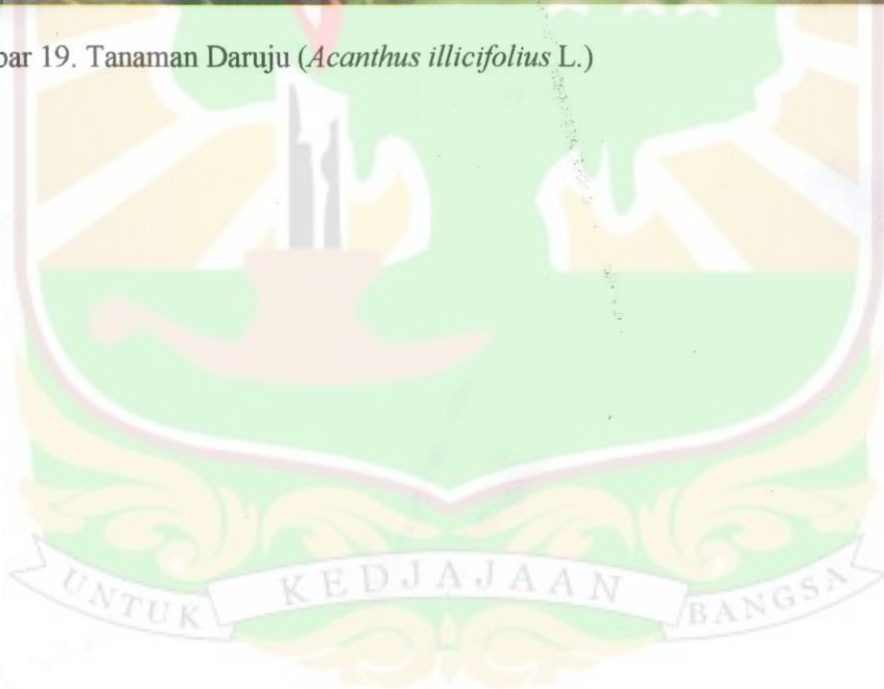 bar 19. Tanaman Daruju (Acanthus illicifolius L.)
UNTUK KEDJAJAAN BANGSA